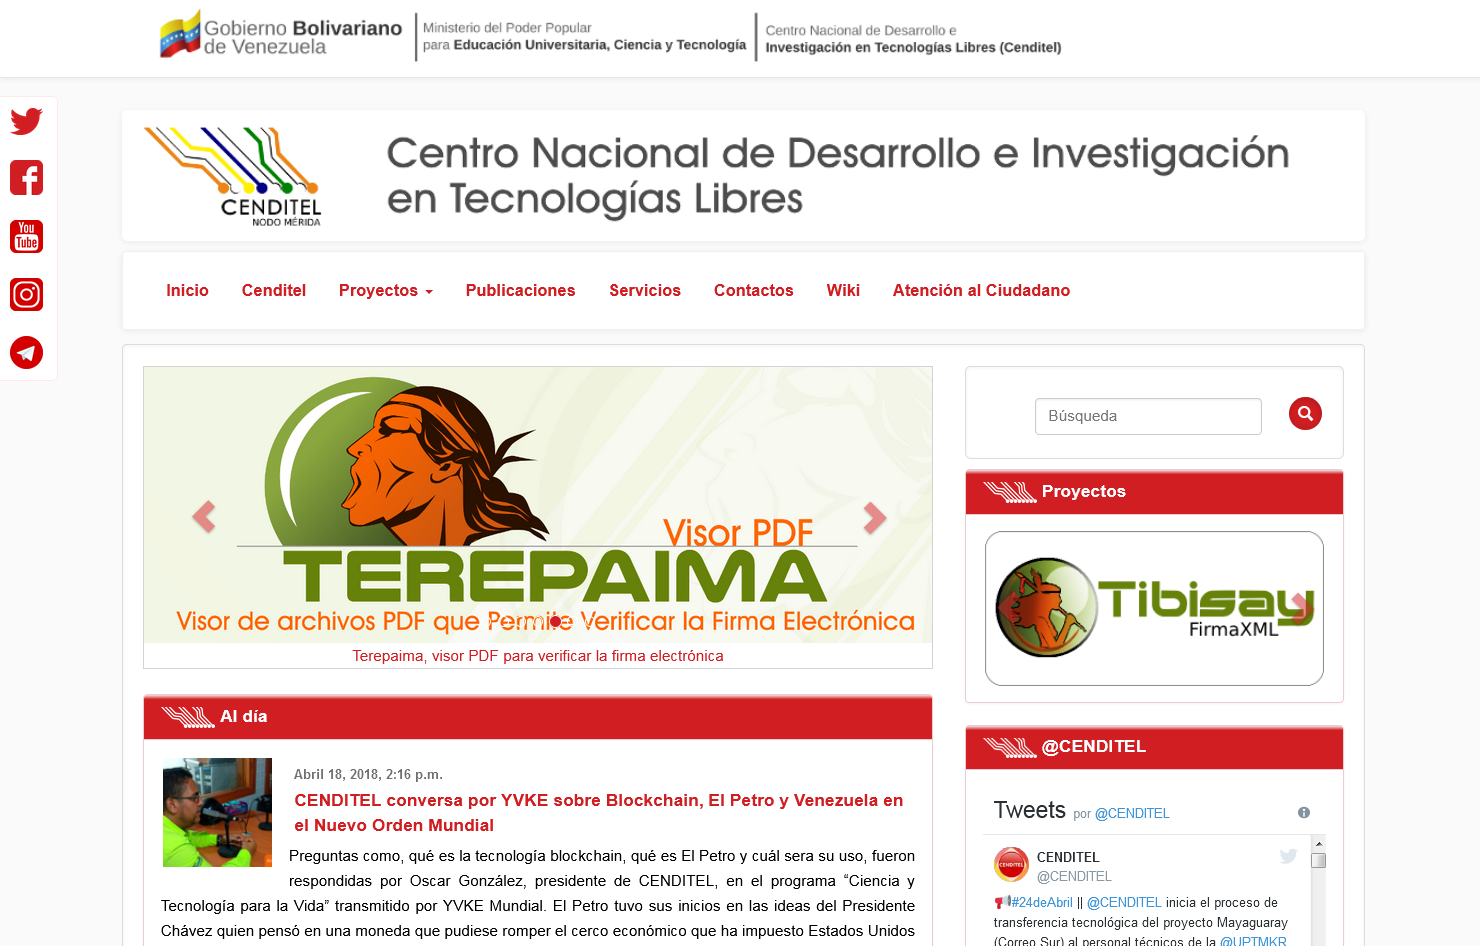 Gobierno Bolivariano
de Venezuela
Ministerio del Poder Popular
para Educación Universitaria, Ciencia y Tecnología
Centro Nacional de Desarrollo e
Investigación en Tecnologías Libres (Cenditel)
CENDITEL
NODO MÉRIDA
Centro Nacional de Desarrollo e Investigación
en Tecnologías Libres
You
Tube
Inicio Cenditel Proyectos Publicaciones Servicios Contactos Wiki Atención al Ciudadano
Visor PDF
TEREPAIMA
Visor de archivos PDF que Permite Verificar la Firma Electrónica
Terepaima, visor PDF para verificar la firma electrónica
Búsqueda
Proyectos
Tibisay
FirmaXML
Al día
Abril 18, 2018, 2:16 p.m.
CENDITEL conversa por YVKE sobre Blockchain, El Petro y Venezuela en
el Nuevo Orden Mundial
Preguntas como, qué es la tecnología blockchain, qué es El Petro y cuál sera su uso, fueron
respondidas por Oscar González, presidente de CENDITEL, en el programa “Ciencia y
Tecnología para la Vida” transmitido por YVKE Mundial. El Petro tuvo sus inicios en las ideas del Presidente
Chávez quien pensó en una moneda que pudiese romper el cerco económico que ha impuesto Estados Unidos
@CENDITEL
Tweets por @CENDITEL
CENDITEL
CENDITEL
@CENDITEL
#24deAbril || @CENDITEL inicia el proceso de
transferencia tecnológica del proyecto Mayaguaray
(Correo Sur) al personal técnicos de la @UPTMKR